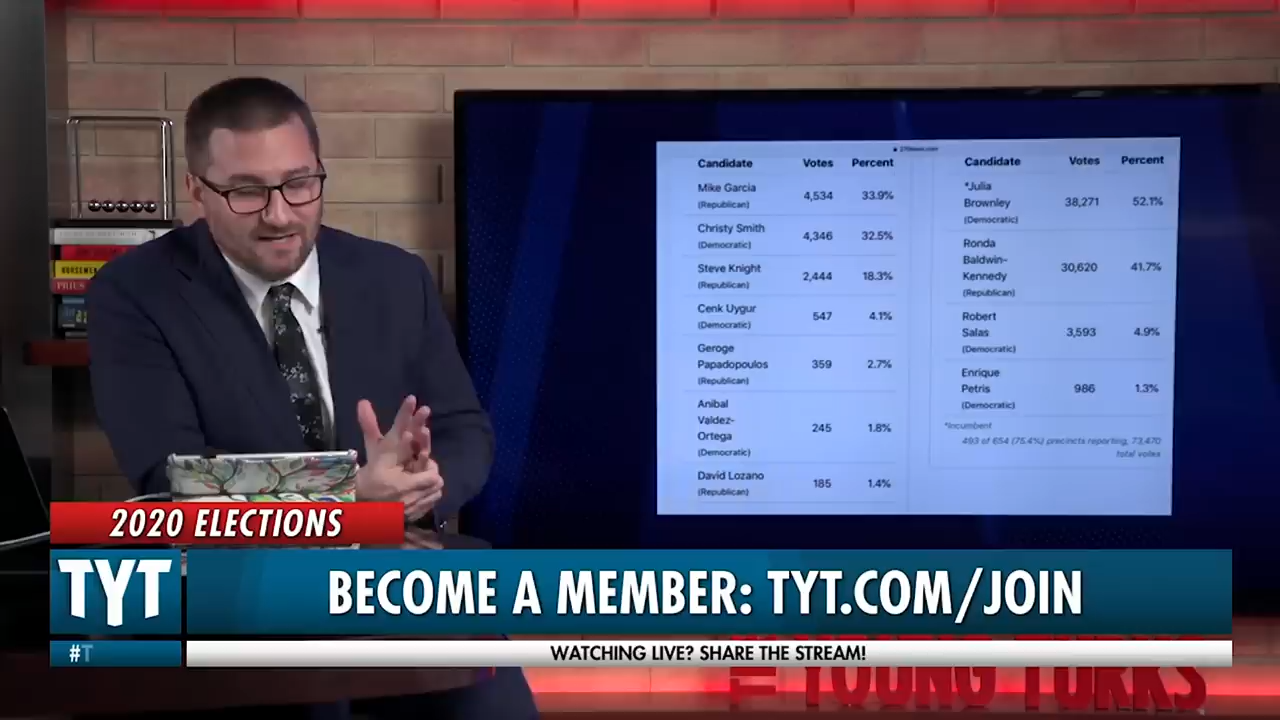 Candidate Votes Percent
Mike Garcia
(Republican)
4,534 33.9%
Christy Smith
(Democratic)
4,346 32.5%
Steve Knight
(Republican)
2,444 18.3%
Cenk Uygur
(Democratic)
547 4.1%
Geroge
Papadopoulos
(Republican)
359 2.7%
Anibal
Valdez-
Ortega
(Democratic)
245 1.8%
David Lozano
(Republican)
185 1.4%
Candidate Votes Percent
*Julia
Brownley
(Democratic)
38,271 52.1%
Ronda
Baldwin-
Kennedy
(Republican)
30,620 41.7%
Robert
Salas
(Democratic)
3,593 4.9%
Enrique
Petris
(Democratic)
986 1.3%
*Incumbent
493 of 654 (75.4%) precincts reporting, 73,470
total votes
HORSEMEN
PRIUS
2020 ELECTIONS
TYT
BECOME A MEMBER: TYT.COM/JOIN
#T
WATCHING LIVE? SHARE THE STREAM!
YOUNG TURKS